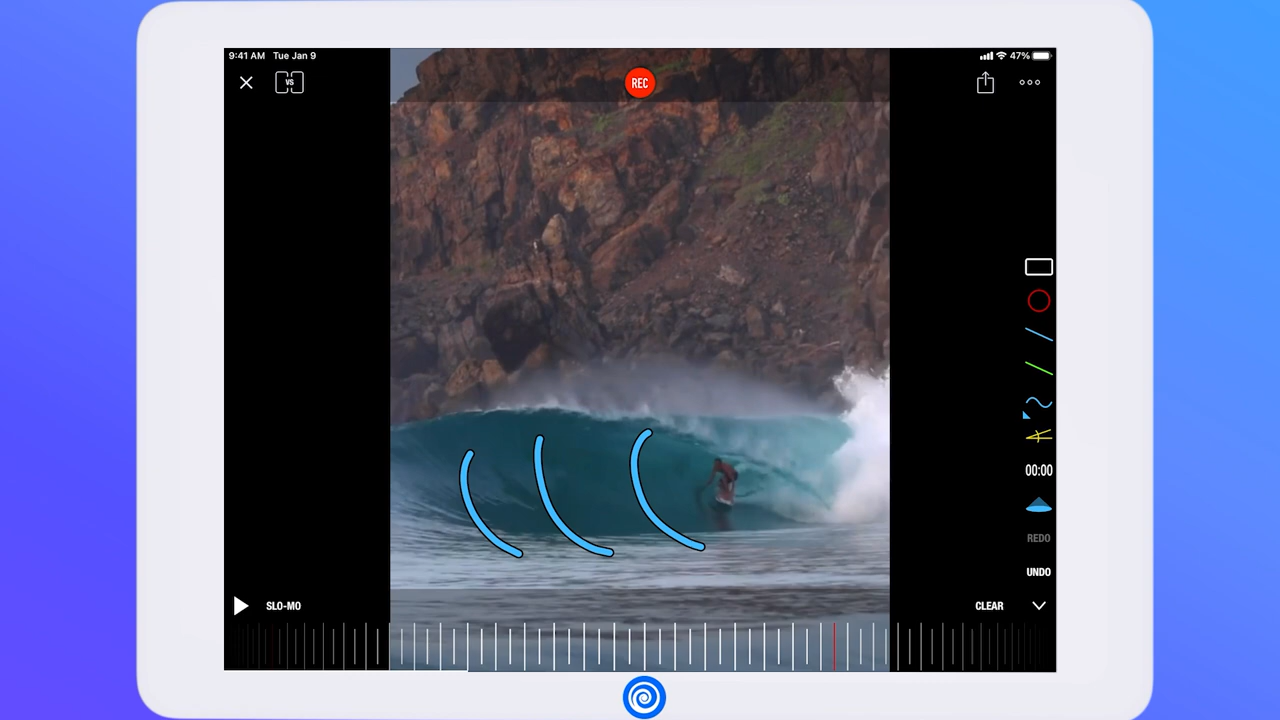 9:41 AM Tue Jan 9
47%
VS
REC
00:00
REDO
UNDO
SLO-MO
CLEAR